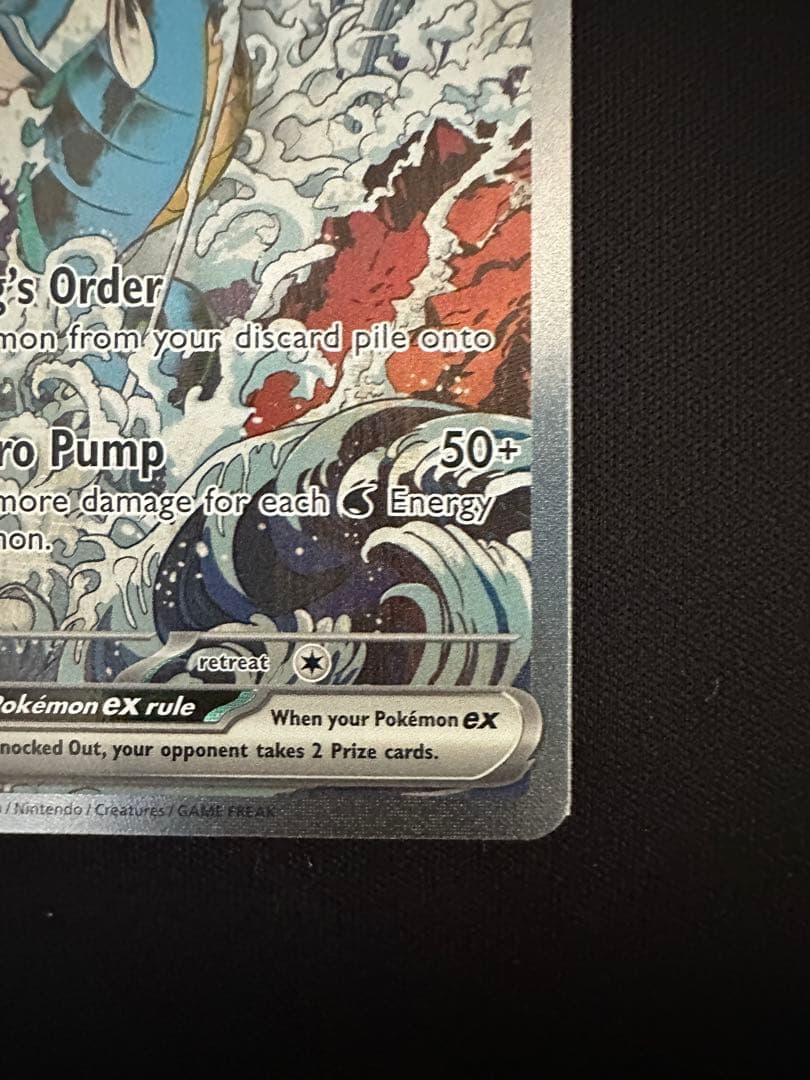 's Order
mon from your discard pile onto
ro Pump 50+
more damage for each Energy
mon.
retreat
Pokémon ex rule
When your Pokémon ex
nocked Out, your opponent takes 2 Prize cards.
/ Nintendo / Creatures / GAME FREAK